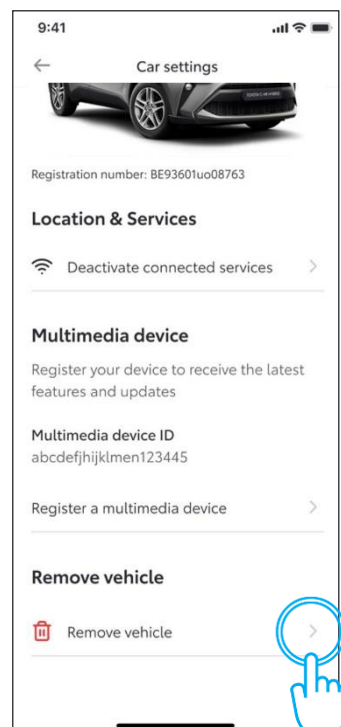 9:41
Car settings
Registration number: BE93601uo08763
Location & Services
Deactivate connected services
Multimedia device
Register your device to receive the latest
features and updates
Multimedia device ID
abcdefjhijklmen123445
Register a multimedia device
Remove vehicle
Remove vehicle